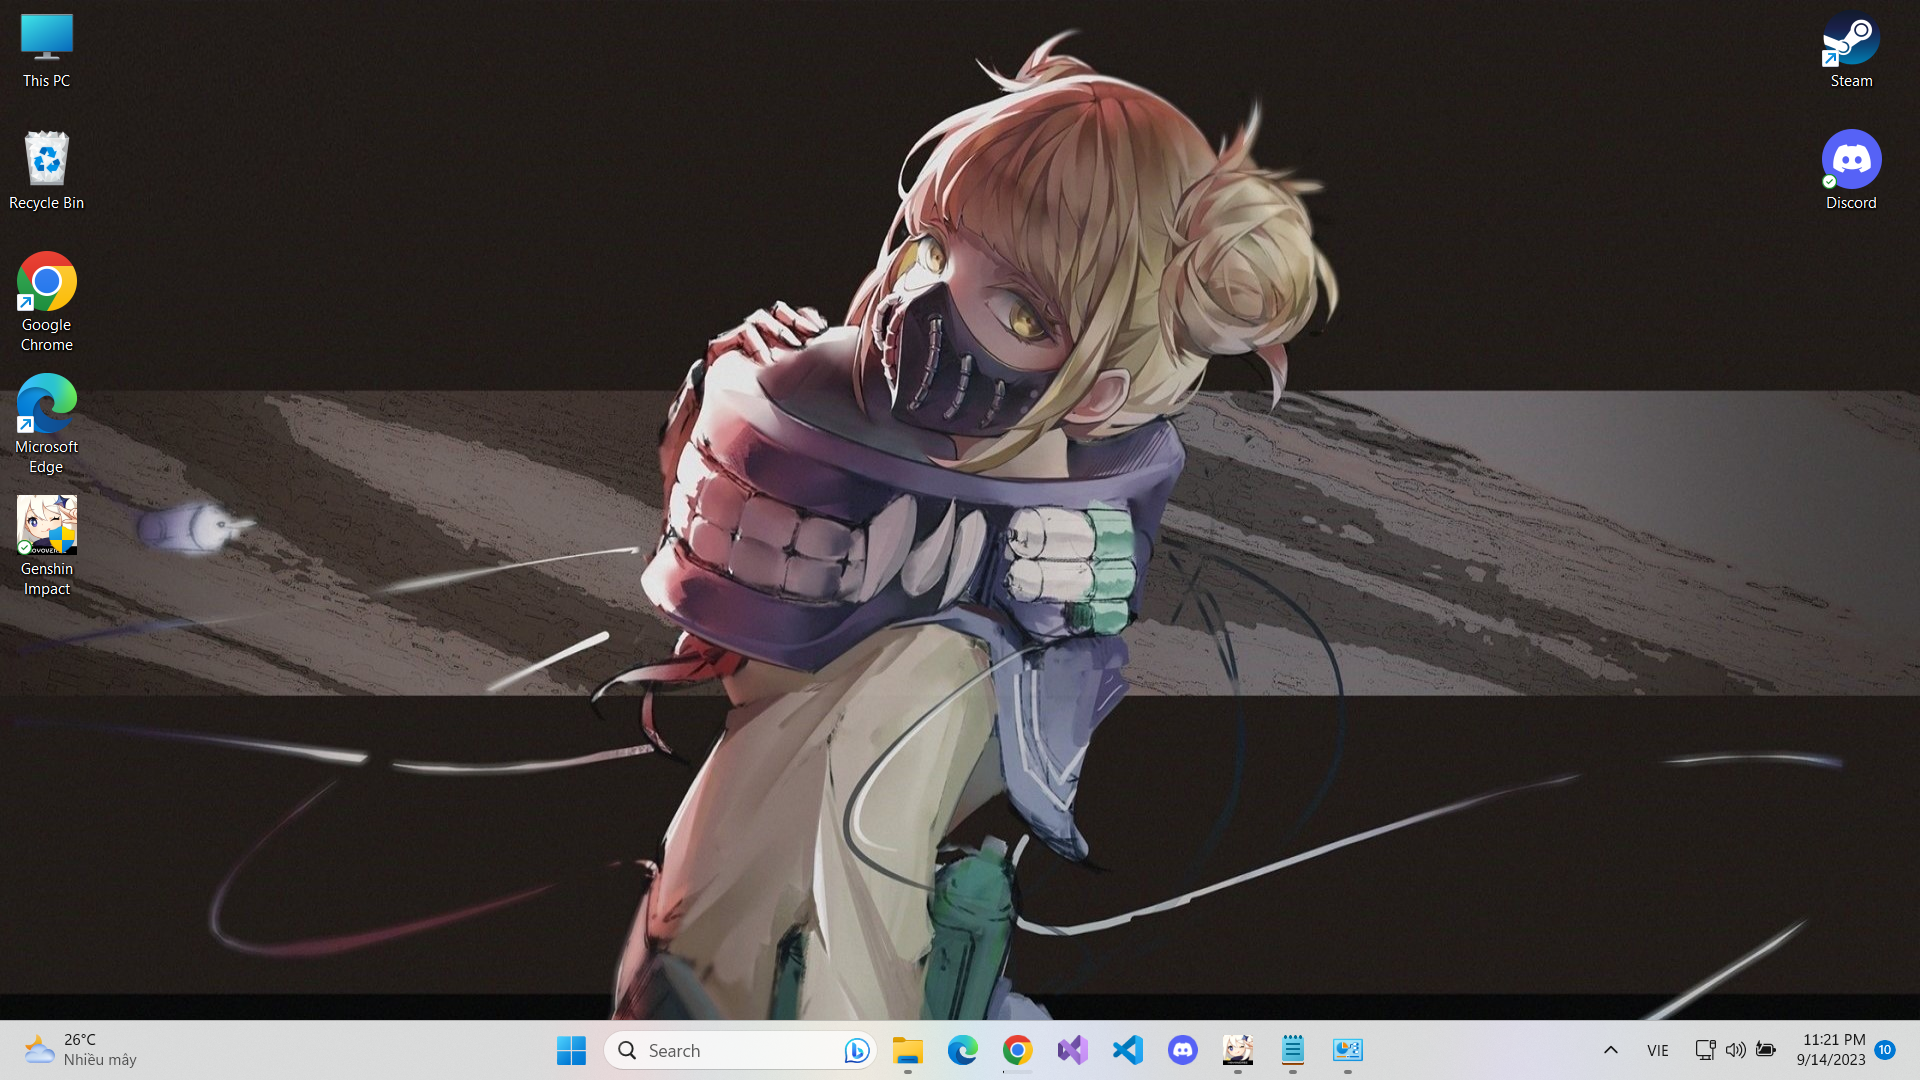 This PC
Recycle Bin
Google
Chrome
Microsoft
Edge
Genshin
Impact
Steam
Discord
26°C
Nhiều mây
Search
VIE
11:21 PM
9/14/2023
10